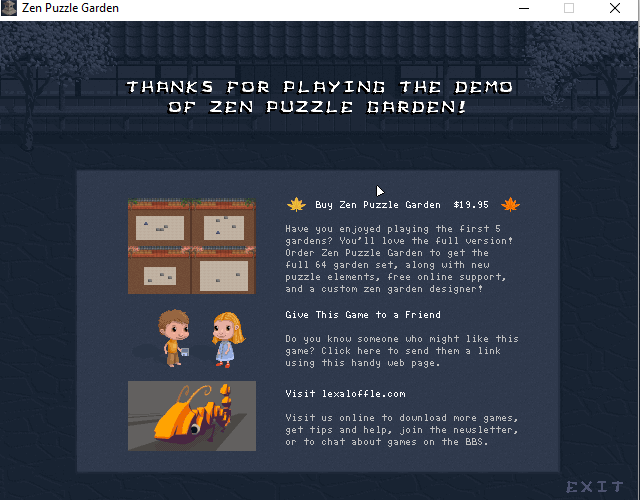 Zen Puzzle Garden
THANKS FOR PLAYING THE DEMO
OF ZEN PUZZLE GARDEN!
Buy Zen Puzzle Garden $19.95
Have you enjoyed playing the first 5
gardens? You'll love the full version!
Order Zen Puzzle Garden to get the
full 64 garden set, along with new
puzzle elements, free online support,
and a custom zen garden designer!
Give This Game to a Friend
Do you know someone who might like this
game? Click here to send them a link
using this handy web page.
Visit lexaloffle.com
Visit us online to download more games,
get tips and help, join the newsletter,
or to chat about games on the BBS.
EXIT